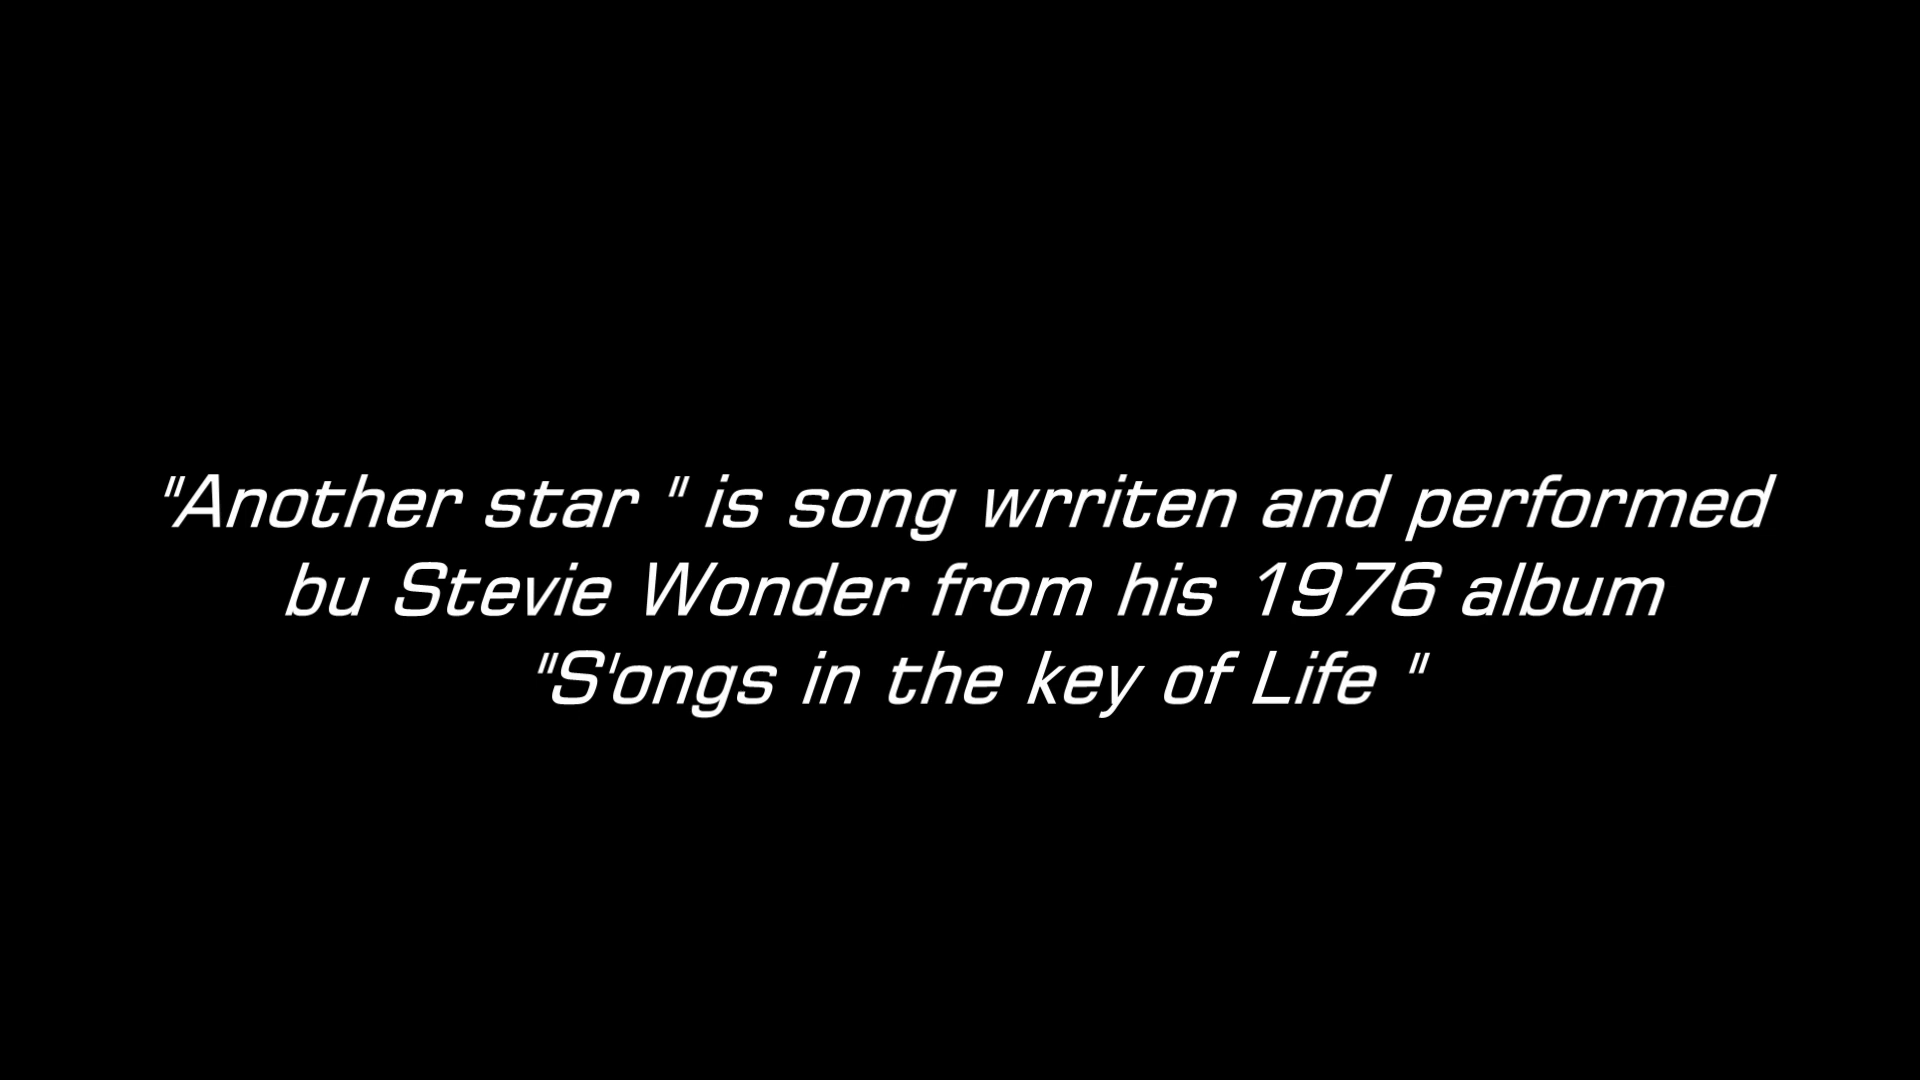 "Another star " is song wrriten and performed
bu Stevie Wonder from his 1976 album
"S'ongs in the key of Life "